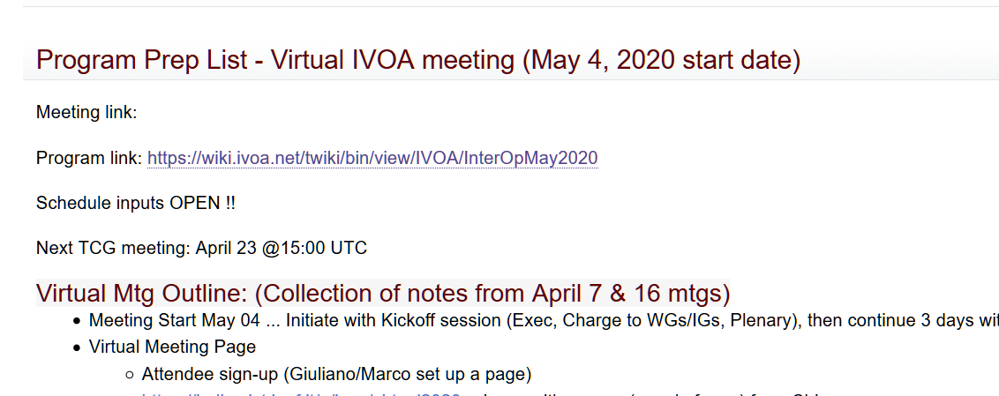 Program Prep List - Virtual IVOA meeting (May 4, 2020 start date)
Meeting link:
Program link: https://wiki.ivoa.net/twiki/bin/view/IVOA/InterOpMay2020
Schedule inputs OPEN !!
Next TCG meeting: April 23 @15:00 UTC
Virtual Mtg Outline: (Collection of notes from April 7 & 16 mtgs)
• Meeting Start May 04 ... Initiate with Kickoff session (Exec, Charge to WGs/IGs, Plenary), then continue 3 days
• Virtual Meeting Page
○ Attendee sign-up (Giuliano/Marco set up a page)